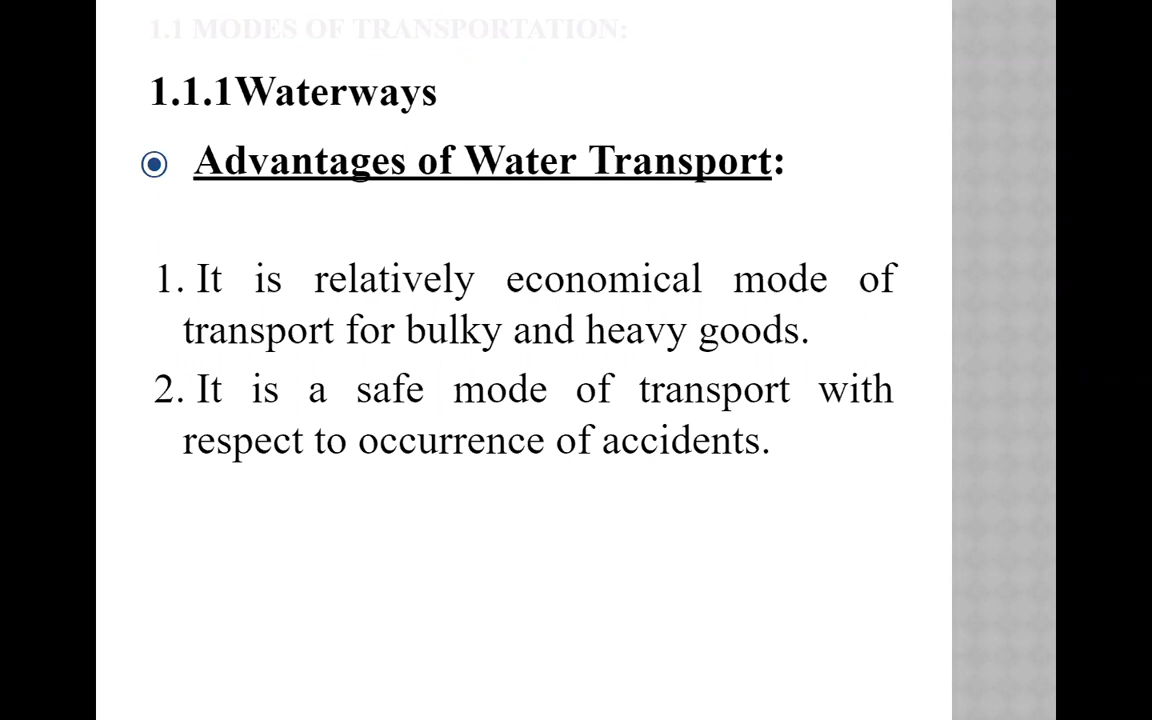 1.1 MODES OF TRANSPORTATION:
1.1.1Waterways
Advantages of Water Transport:
1. It is relatively economical mode of
transport for bulky and heavy goods.
2. It is a safe mode of transport with
respect to occurrence of accidents.